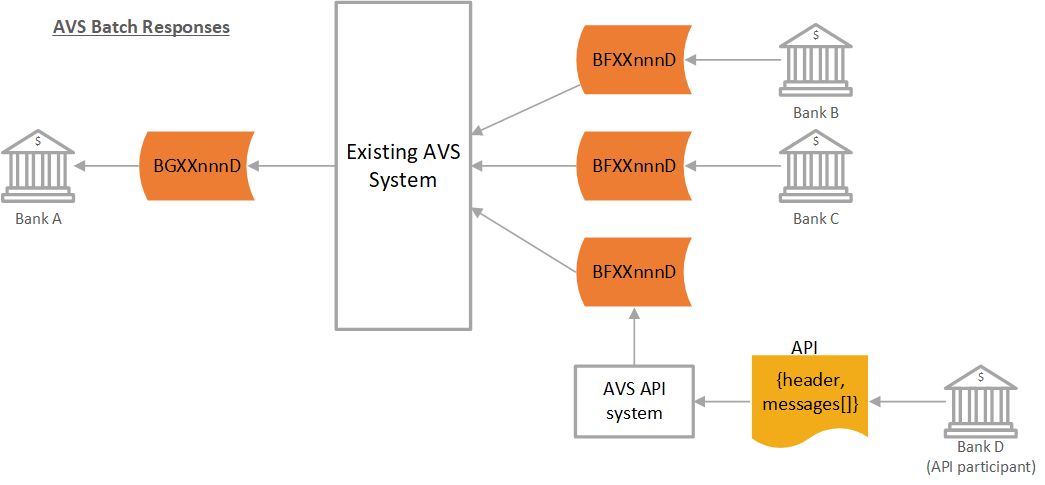 AVS Batch Responses
$
Bank A
BGXXnnnD
Existing AVS
System
BFXXnnnD
$
Bank B
BFXXnnnD
$
Bank C
BFXXnnnD
AVS API
system
API
{header,
messages[]}
$
Bank D
(API participant)